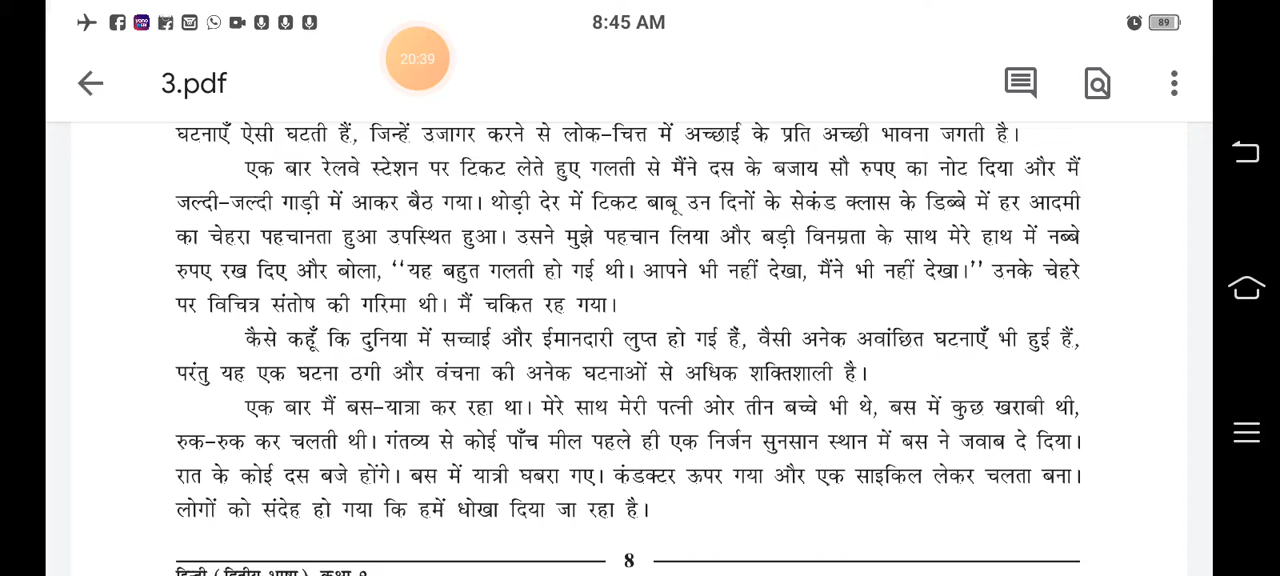 8:45 AM
89
20:39
3.pdf
घटनाएँ ऐसी घटती हैं, जिन्हें उजागर करने से लोक-चित्त में अच्छाई के प्रति अच्छी भावना जगती है।
एक बार रेलवे स्टेशन पर टिकट लेते हुए गलती से मैंने दस के बजाय सौ रुपए का नोट दिया और मैं
जल्दी-जल्दी गाड़ी में आकर बैठ गया। थोड़ी देर में टिकट बाबू उन दिनों के सेकंड क्लास के डिब्बे में हर आदमी
का चेहरा पहचानता हुआ उपस्थित हुआ। उसने मुझे पहचान लिया और बड़ी विनम्रता के साथ मेरे हाथ में नब्बे
रुपए रख दिए और बोला, “यह बहुत गलती हो गई थी। आपने भी नहीं देखा, मैंने भी नहीं देखा।” उनके चेहरे
पर विचित्र संतोष की गरिमा थी। मैं चकित रह गया।
कैसे कहूँ कि दुनिया में सच्चाई और ईमानदारी लुप्त हो गई हैं, वैसी अनेक अवांछित घटनाएँ भी हुई हैं,
परंतु यह एक घटना ठगी और वंचना की अनेक घटनाओं से अधिक शक्तिशाली है।
एक बार मैं बस-यात्रा कर रहा था। मेरे साथ मेरी पत्नी ओर तीन बच्चे भी थे, बस में कुछ खराबी थी,
रुक-रुक कर चलती थी। गंतव्य से कोई पाँच मील पहले ही एक निर्जन सुनसान स्थान में बस ने जवाब दे दिया।
रात के कोई दस बजे होंगे। बस में यात्री घबरा गए। कंडक्टर ऊपर गया और एक साइकिल लेकर चलता बना।
लोगों को संदेह हो गया कि हमें धोखा दिया जा रहा है।
8
हिन्दी (द्वितीय भाषा) कक्षा